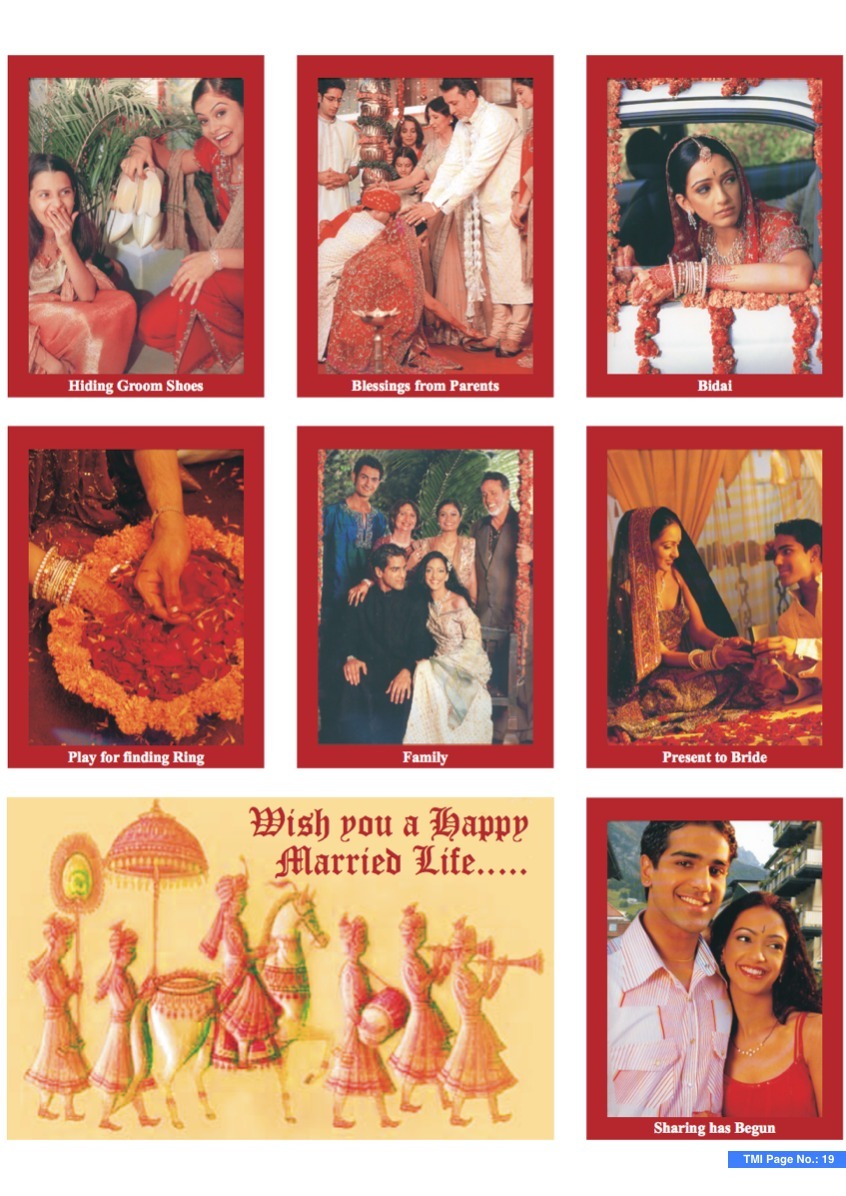 Hiding Groom Shoes
Blessings from Parents
Bidai
Play for finding Ring
Family
Present to Bride
Wish you a Happy
Married Life.....
Sharing has Begun
TMI Page No.: 19